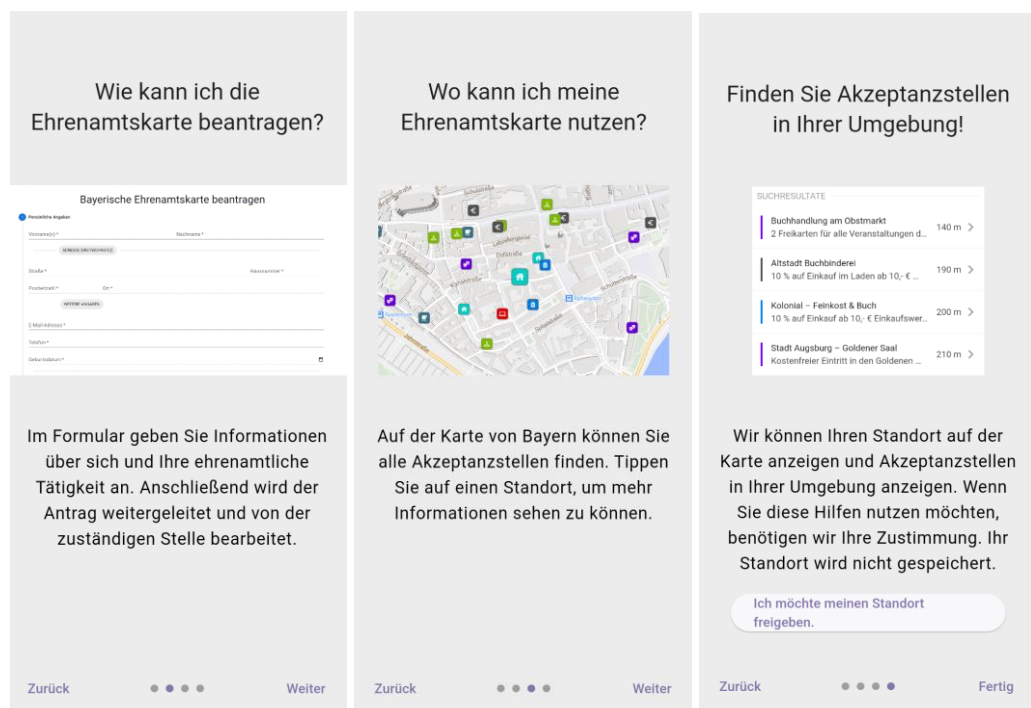 Wie kann ich die
Ehrenamtskarte beantragen?
Bayerische Ehrenamtskarte beantragen
Persönliche Angaben
Vorname(n) *
Nachname *
Straße *
Hausnummer *
Postleitzahl *
Ort *
WEITERE ANGABEN
E-Mail-Adresse *
Telefon *
Geburtsdatum *
Im Formular geben Sie Informationen
über sich und Ihre ehrenamtliche
Tätigkeit an. Anschließend wird der
Antrag weitergeleitet und von der
zuständigen Stelle bearbeitet.
Zurück
Weiter
Wo kann ich meine
Ehrenamtskarte nutzen?
Auf der Karte von Bayern können Sie
alle Akzeptanzstellen finden. Tippen
Sie auf einen Standort, um mehr
Informationen sehen zu können.
Zurück
Weiter
Finden Sie Akzeptanzstellen
in Ihrer Umgebung!
SUCHRESULTATE
Buchhandlung am Obstmarkt
2 Freikarten für alle Veranstaltungen d...
140 m
Altstadt Buchbinderei
10 % auf Einkauf im Laden ab 10,- € ...
190 m
Kolonial – Feinkost & Buch
10 % auf Einkauf ab 10,- € Einkaufswer...
200 m
Stadt Augsburg – Goldener Saal
Kostenfreier Eintritt in den Goldenen ...
210 m
Wir können Ihren Standort auf der
Karte anzeigen und Akzeptanzstellen
in Ihrer Umgebung anzeigen. Wenn
Sie diese Hilfen nutzen möchten,
benötigen wir Ihre Zustimmung. Ihr
Standort wird nicht gespeichert.
Ich möchte meinen Standort
freigeben.
Zurück
Fertig